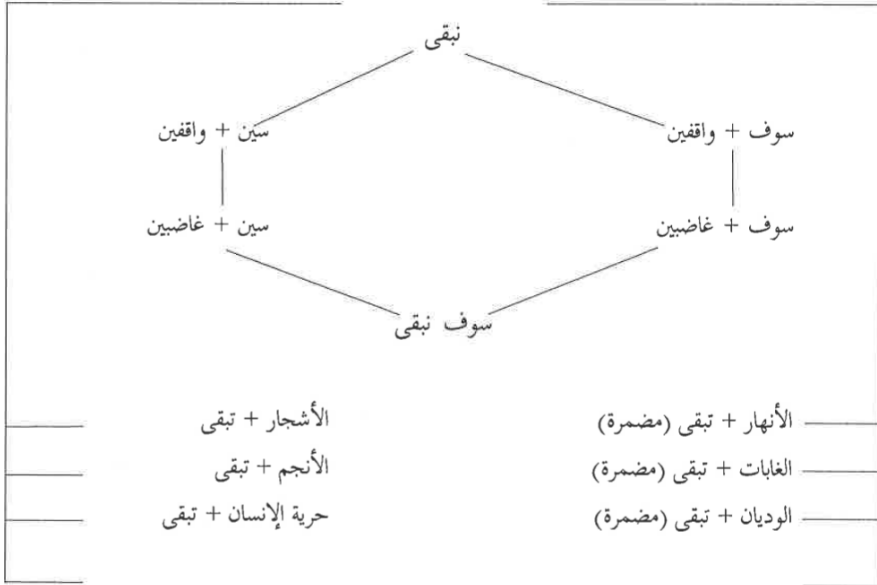 نبقى
سوف + واقفين سين + واقفين
سوف + غاضبين سين + غاضبين
سوف نبقى
الأنهار + تبقى (مضمرة) الأشجار + تبقى
الغابات + تبقى (مضمرة) الأنجم + تبقى
الوديان + تبقى (مضمرة) حرية الإنسان + تبقى